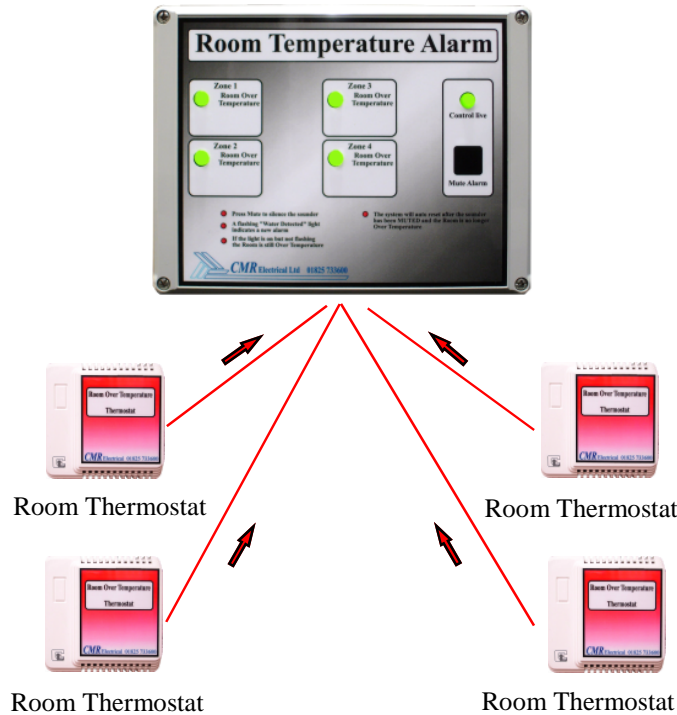 Room Temperature Alarm
Zone 1
Room Over
Temperature
Zone 3
Room Over
Temperature
Control live
Zone 2
Room Over
Temperature
Zone 4
Room Over
Temperature
Mute Alarm
Press Mute to silence the sounder
A flashing "Water Detected" light
indicates a new alarm
If the light is on but not flashing
the Room is still Over Temperature
The system will auto reset after the sounder
has been MUTED and the Room is no longer
Over Temperature
CMR Electrical Ltd 01825 733600
Room Over Temperature
Thermostat
CMR Electrical 01825 733600
Room Thermostat
Room Over Temperature
Thermostat
CMR Electrical 01825 733600
Room Thermostat
Room Over Temperature
Thermostat
CMR Electrical 01825 733600
Room Thermostat
Room Over Temperature
Thermostat
CMR Electrical 01825 733600
Room Thermostat